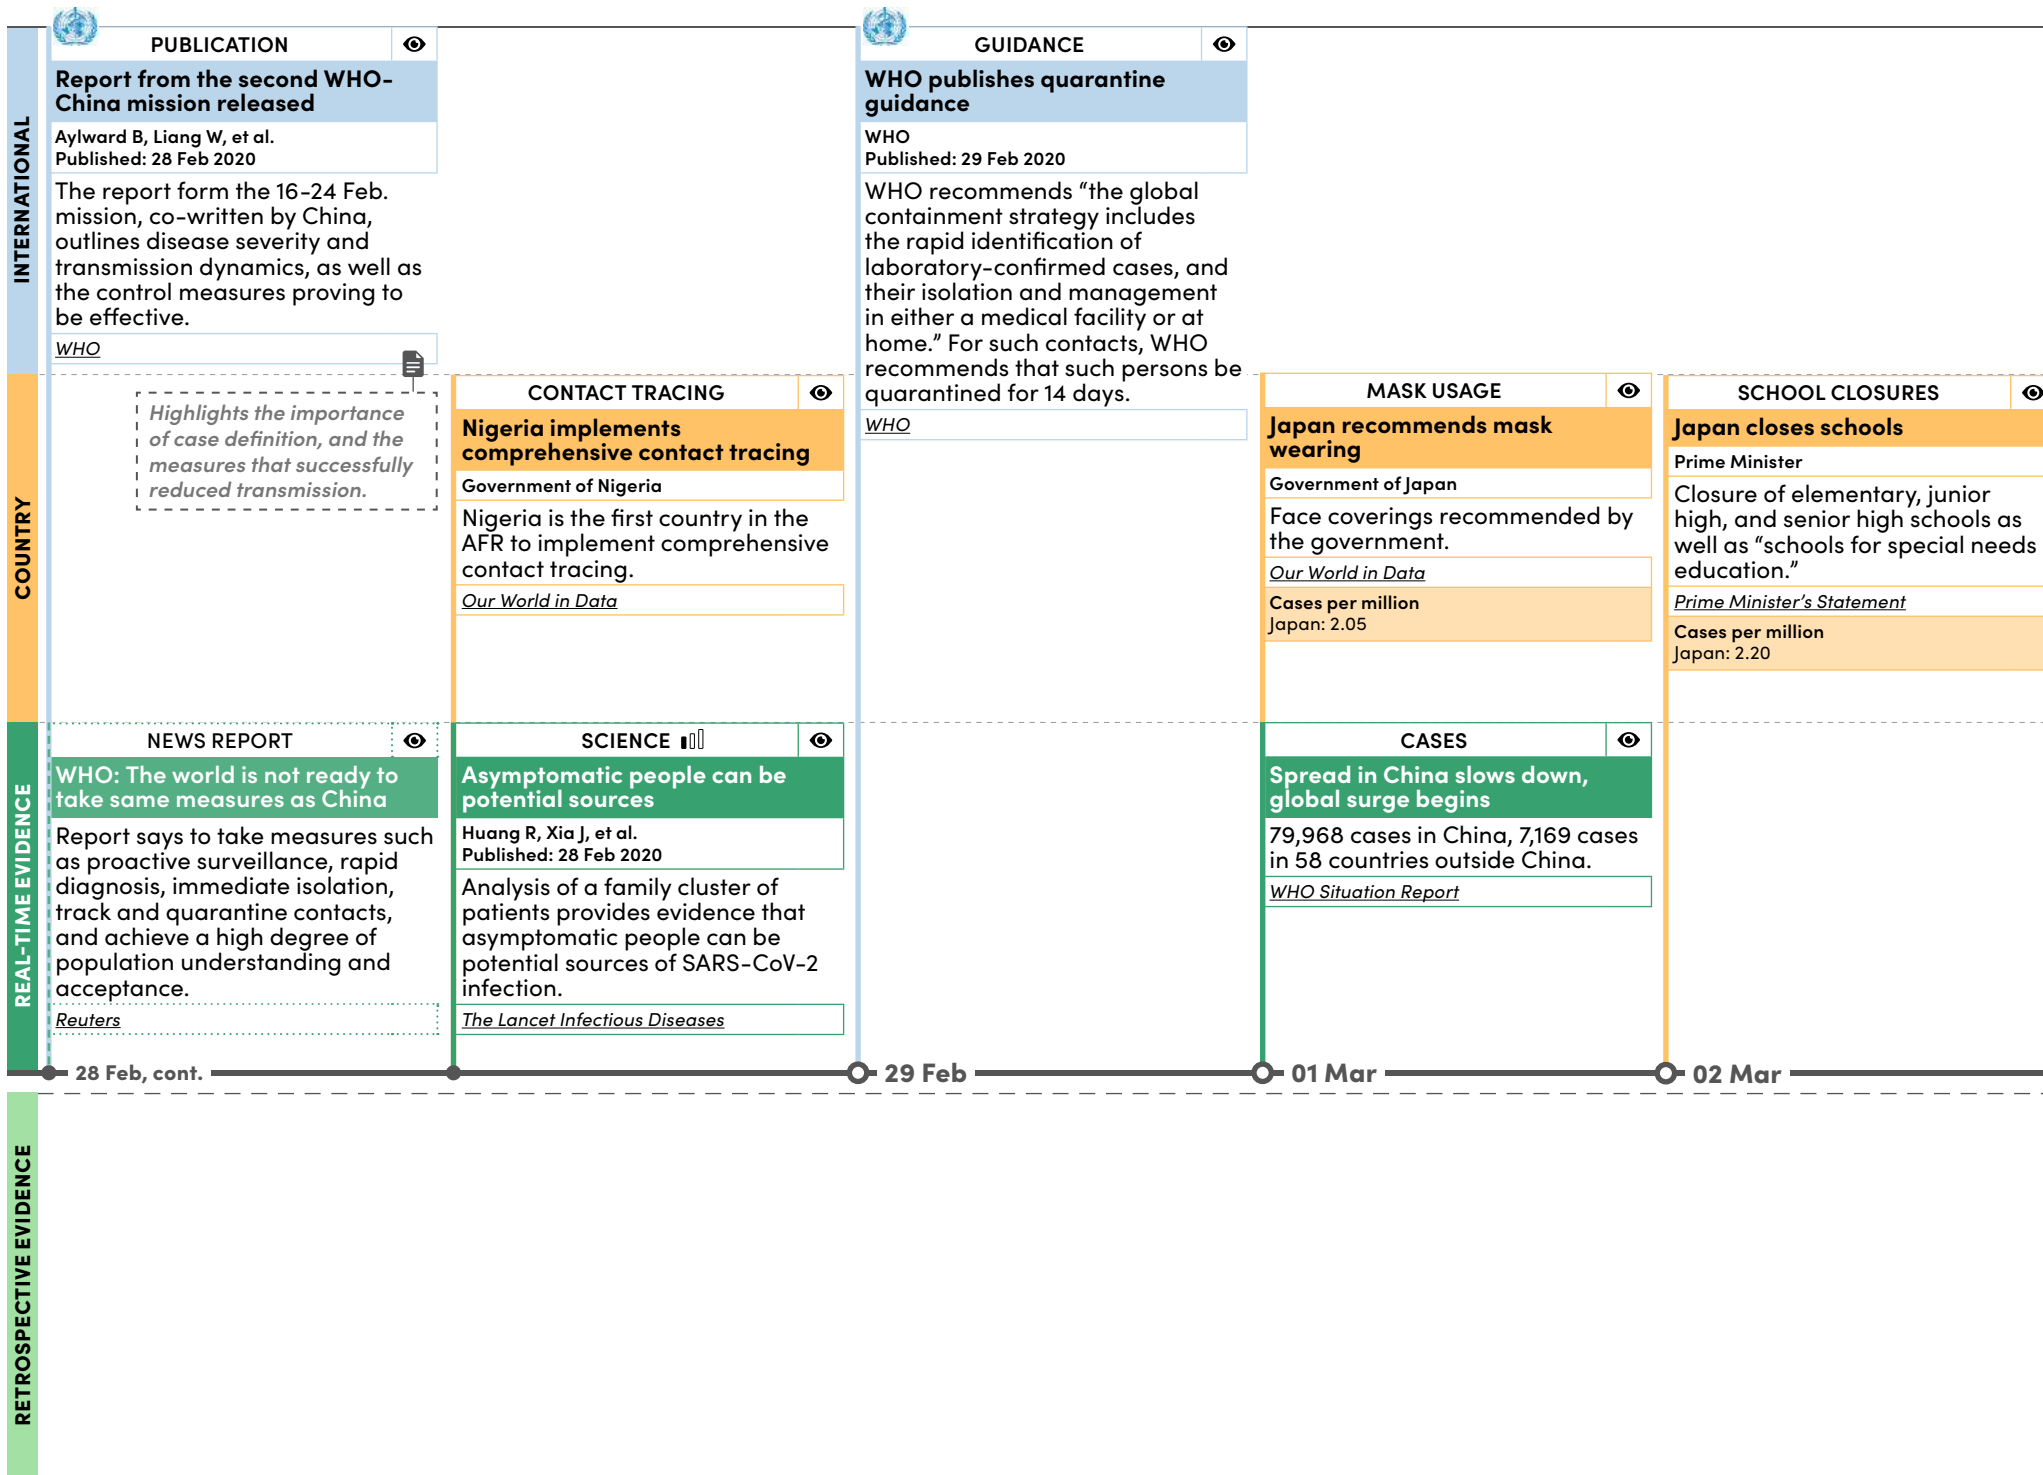 INTERNATIONAL
PUBLICATION
Report from the second WHO-
China mission released
Aylward B, Liang W, et al.
Published: 28 Feb 2020
The report form the 16-24 Feb.
mission, co-written by China,
outlines disease severity and
transmission dynamics, as well as
the control measures proving to
be effective.
WHO
Highlights the importance
of case definition, and the
measures that successfully
reduced transmission.
GUIDANCE
WHO publishes quarantine
guidance
WHO
Published: 29 Feb 2020
WHO recommends “the global
containment strategy includes
the rapid identification of
laboratory-confirmed cases, and
their isolation and management
in either a medical facility or at
home.” For such contacts, WHO
recommends that such persons be
quarantined for 14 days.
WHO
COUNTRY
CONTACT TRACING
Nigeria implements
comprehensive contact tracing
Government of Nigeria
Nigeria is the first country in the
AFR to implement comprehensive
contact tracing.
Our World in Data
MASK USAGE
Japan recommends mask
wearing
Government of Japan
Face coverings recommended by
the government.
Our World in Data
Cases per million
Japan: 2.05
SCHOOL CLOSURES
Japan closes schools
Prime Minister
Closure of elementary, junior
high, and senior high schools as
well as “schools for special needs
education.”
Prime Minister’s Statement
Cases per million
Japan: 2.20
REAL-TIME EVIDENCE
NEWS REPORT
WHO: The world is not ready to
take same measures as China
Report says to take measures such
as proactive surveillance, rapid
diagnosis, immediate isolation,
track and quarantine contacts,
and achieve a high degree of
population understanding and
acceptance.
Reuters
SCIENCE
Asymptomatic people can be
potential sources
Huang R, Xia J, et al.
Published: 28 Feb 2020
Analysis of a family cluster of
patients provides evidence that
asymptomatic people can be
potential sources of SARS-CoV-2
infection.
The Lancet Infectious Diseases
CASES
Spread in China slows down,
global surge begins
79,968 cases in China, 7,169 cases
in 58 countries outside China.
WHO Situation Report
28 Feb, cont.
29 Feb
01 Mar
02 Mar
RETROSPECTIVE EVIDENCE